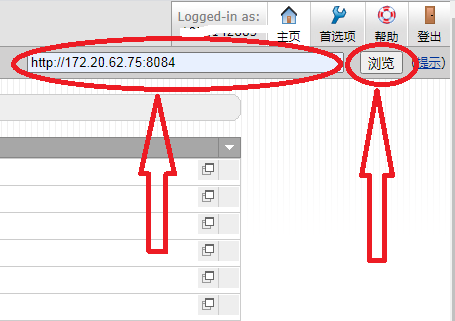 Logged-in as:
主页 首选项 帮助 登出
http://172.20.62.75:8084 浏览 (提示)